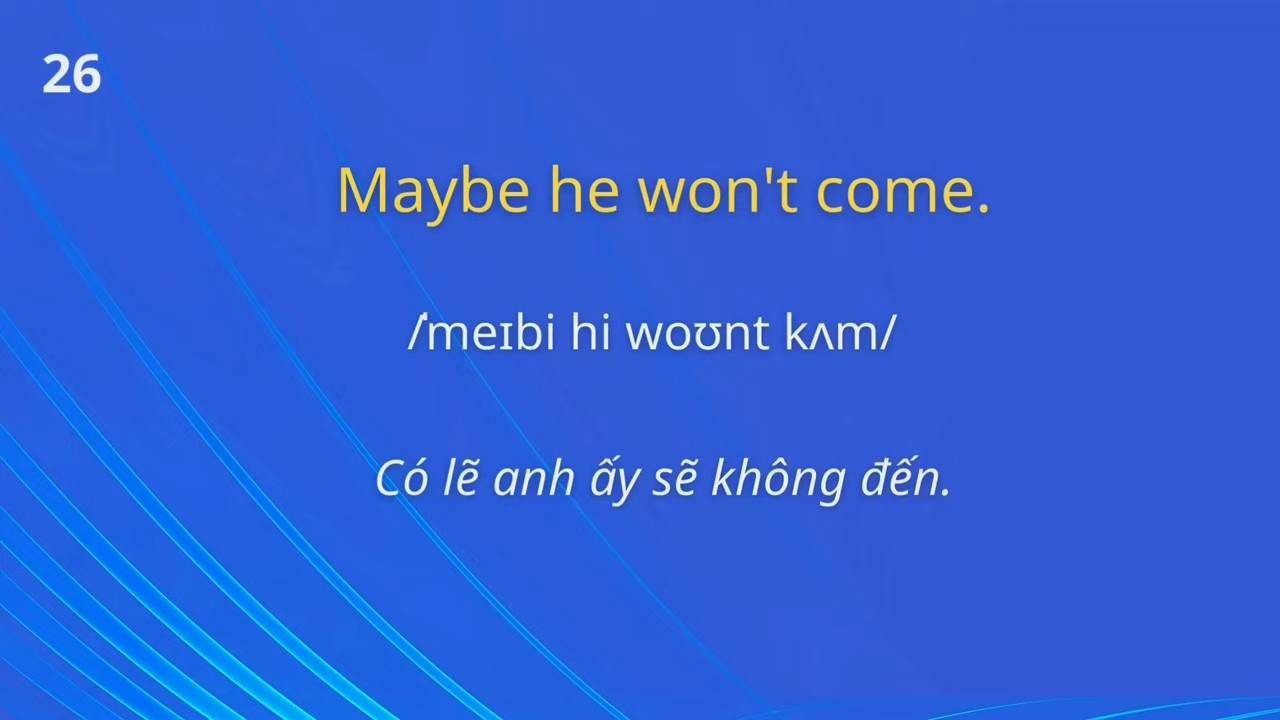 26
Maybe he won't come.
/ˈmeɪbi hi woʊnt kʌm/
Có lẽ anh ấy sẽ không đến.